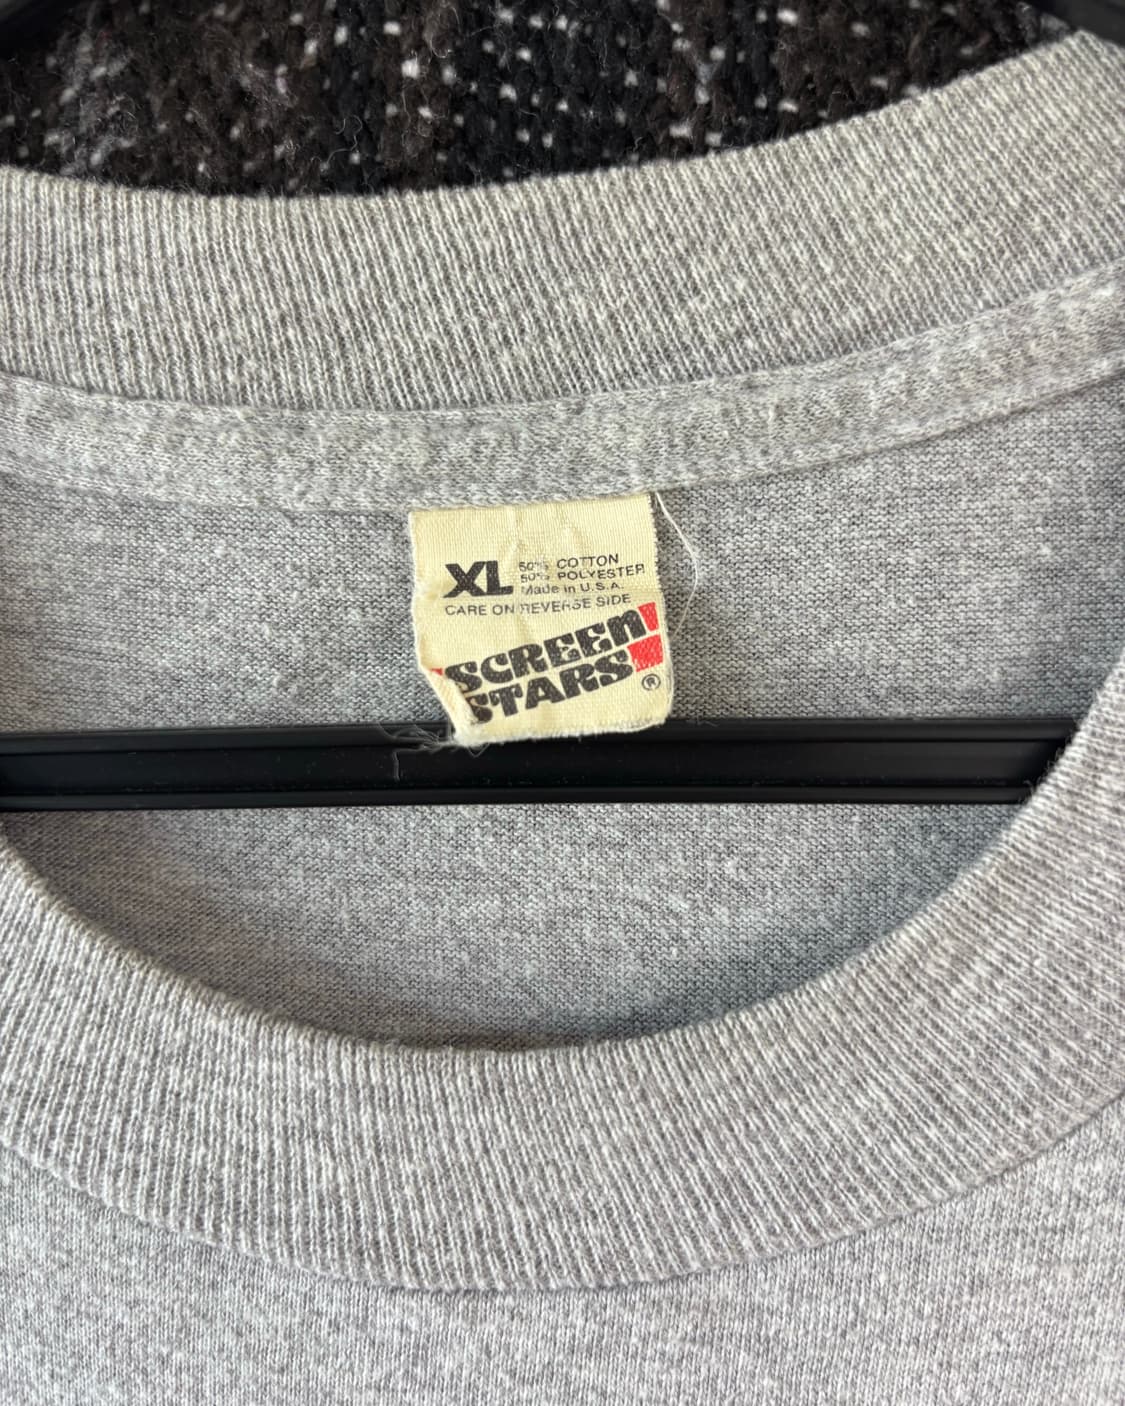 XL
50% COTTON
50% POLYESTER
Made in U.S.A.
CARE ON REVERSE SIDE
SCREEN
STARS
®